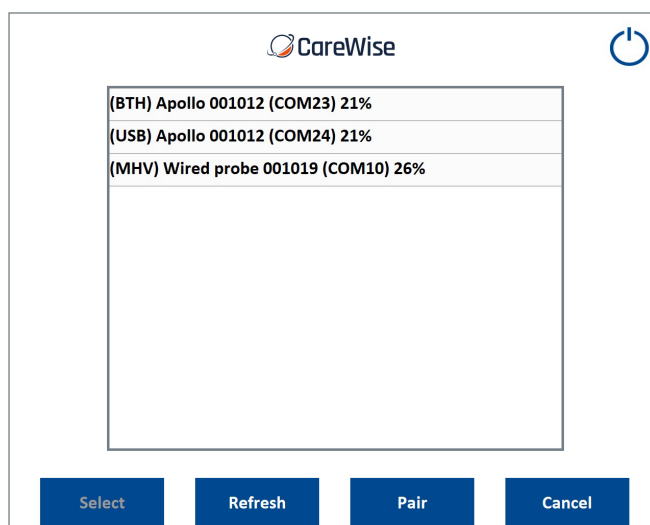 CareWise
(BTH) Apollo 001012 (COM23) 21%
(USB) Apollo 001012 (COM24) 21%
(MHV) Wired probe 001019 (COM10) 26%
Select Refresh Pair Cancel